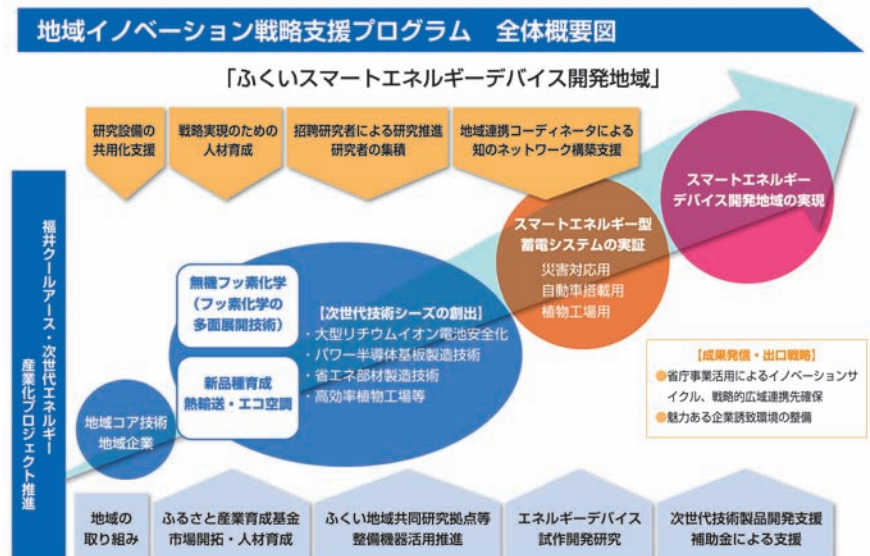 地域イノベーション戦略支援プログラム 全体概要図
「ふくいスマートエネルギーデバイス開発地域」
研究設備の
共用化支援
戦略実現のための
人材育成
招聘研究者による研究推進
研究者の集積
地域連携コーディネータによる
知のネットワーク構築支援
スマートエネルギー
デバイス開発地域の実現
スマートエネルギー型
蓄電システムの実証
災害対応用
自動車搭載用
植物工場用
福井クールアース・次世代エネルギー
産業化プロジェクト推進
無機フッ素化学
(フッ素化学の
多面展開技術)
新品種育成
熱輸送・エコ空調
【次世代技術シーズの創出】
・大型リチウムイオン電池安全化
・パワー半導体基板製造技術
・省エネ部材製造技術
・高効率植物工場等
【成果発信・出口戦略】
●省庁事業活用によるイノベーションサ
イクル、戦略的広域連携先確保
●魅力ある企業誘致環境の整備
地域コア技術
地域企業
地域の
取り組み
ふるさと産業育成基金
市場開拓・人材育成
ふくい地域共同研究拠点等
整備機器活用推進
エネルギーデバイス
試作開発研究
次世代技術製品開発支援
補助金による支援